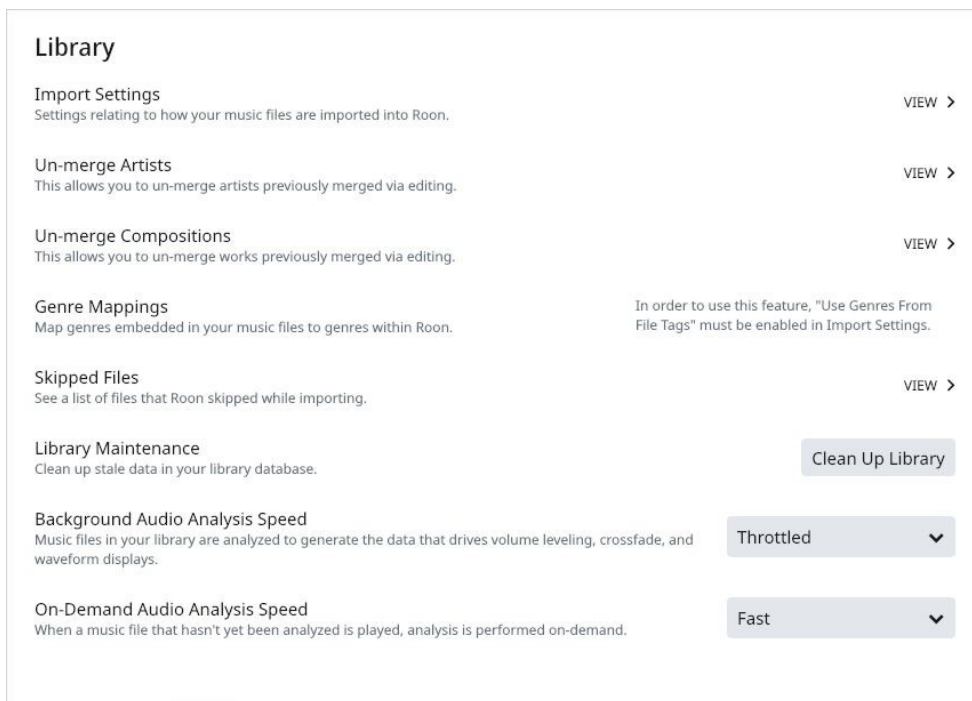 Library
Import Settings
Settings relating to how your music files are imported into Roon.
VIEW
Un-merge Artists
This allows you to un-merge artists previously merged via editing.
VIEW
Un-merge Compositions
This allows you to un-merge works previously merged via editing.
VIEW
Genre Mappings
Map genres embedded in your music files to genres within Roon.
In order to use this feature, "Use Genres From
File Tags" must be enabled in Import Settings.
Skipped Files
See a list of files that Roon skipped while importing.
VIEW
Library Maintenance
Clean up stale data in your library database.
Clean Up Library
Background Audio Analysis Speed
Music files in your library are analyzed to generate the data that drives volume leveling, crossfade, and
waveform displays.
Throttled
On-Demand Audio Analysis Speed
When a music file that hasn't yet been analyzed is played, analysis is performed on-demand.
Fast